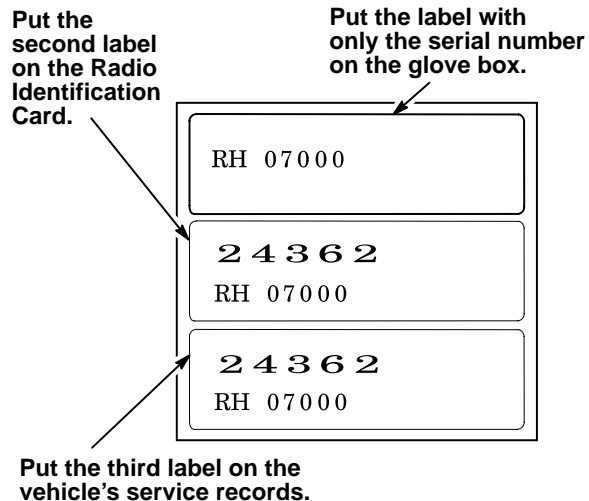 Put the
second label
on the Radio
Identification
Card.
Put the label with
only the serial number
on the glove box.
RH 07000
24362
RH 07000
24362
RH 07000
Put the third label on the
vehicle's service records.